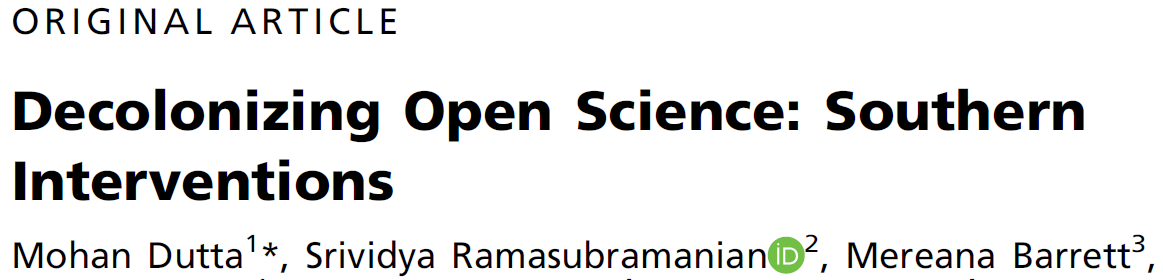 ORIGINAL ARTICLE
Decolonizing Open Science: Southern
Interventions
Mohan Dutta1*, Srividya Ramasubramanian iD 2, Mereana Barrett3,